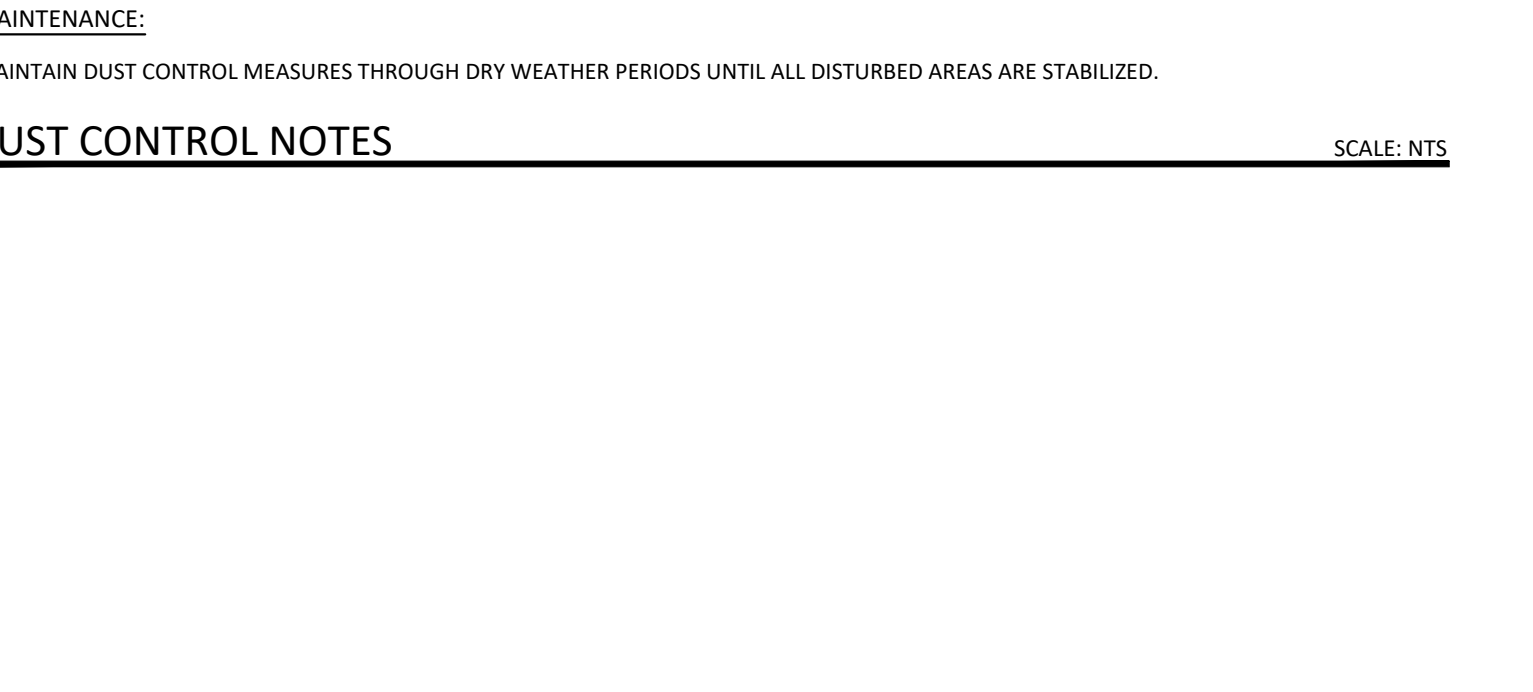 AINTENANCE:
AINTAIN DUST CONTROL MEASURES THROUGH DRY WEATHER PERIODS UNTIL ALL DISTURBED AREAS ARE STABILIZED.
UST CONTROL NOTES SCALE: NTS